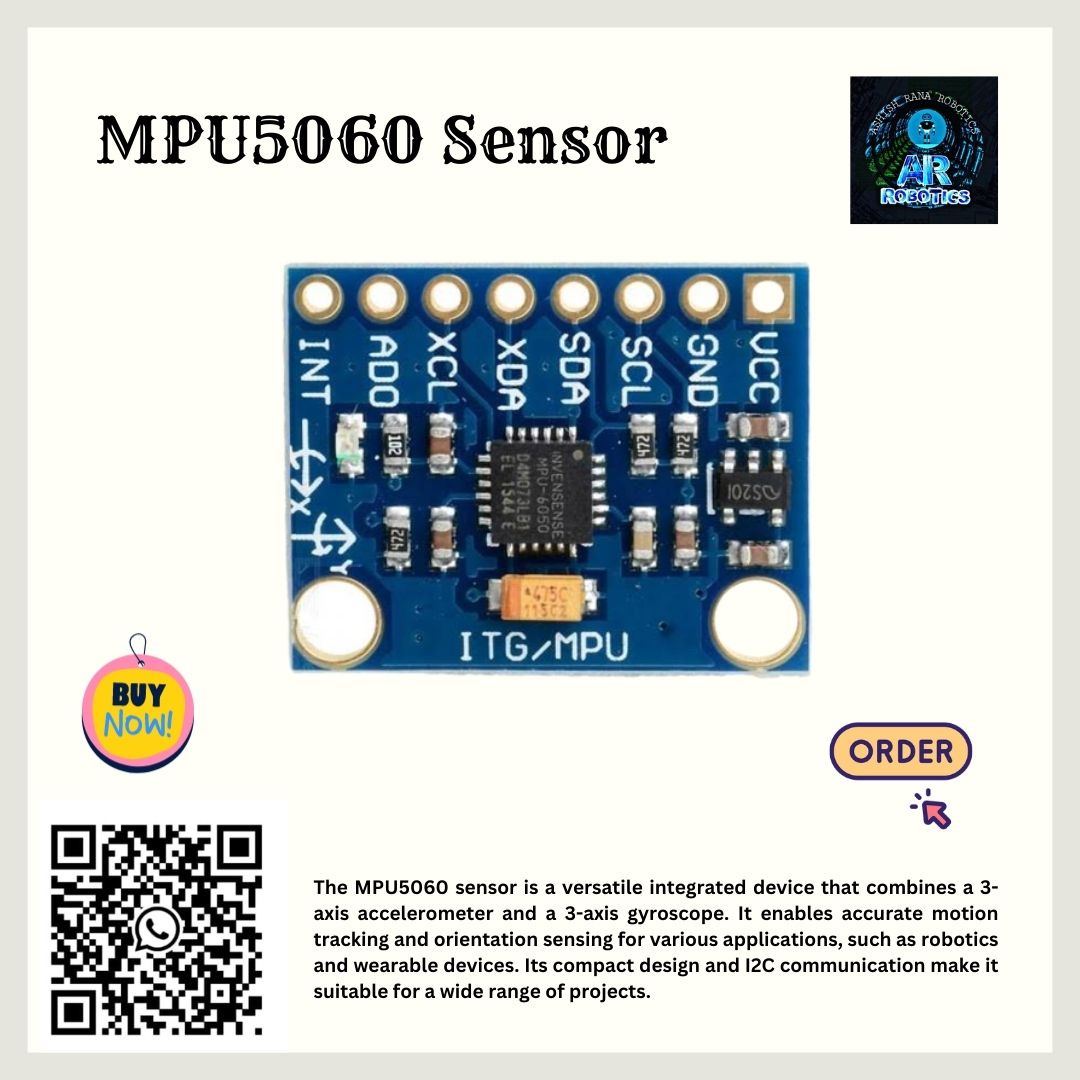 MPU5060 Sensor
ASHISH RANA ROBOTICS
AR
ROBOTICS
INT
AD0
XCL
XDA
SDA
SCL
GND
VCC
102
472
472
INVENSENSE
MPU-6050
D4M073LB1
EL 1544 E
DS201
X
472
Y
475C
115C2
ITG/MPU
BUY
NOW!
ORDER
The MPU5060 sensor is a versatile integrated device that combines a 3-
axis accelerometer and a 3-axis gyroscope. It enables accurate motion
tracking and orientation sensing for various applications, such as robotics
and wearable devices. Its compact design and I2C communication make it
suitable for a wide range of projects.